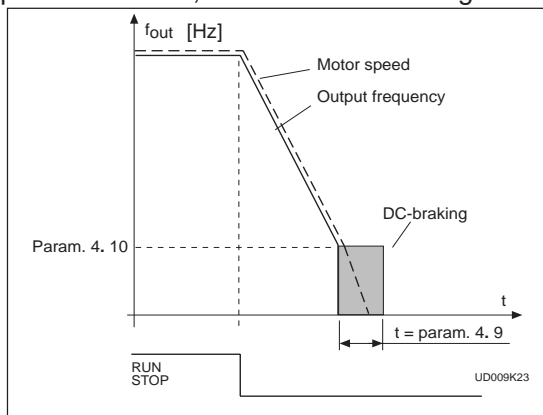 fout [Hz]
Motor speed
Output frequency
DC-braking
Param. 4. 10
t
t = param. 4. 9
RUN
STOP
UD009K23